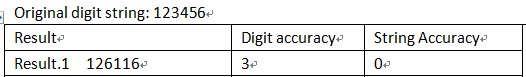 Original digit string: 123456
Result Digit accuracy String Accuracy
Result.1 126116 3 0